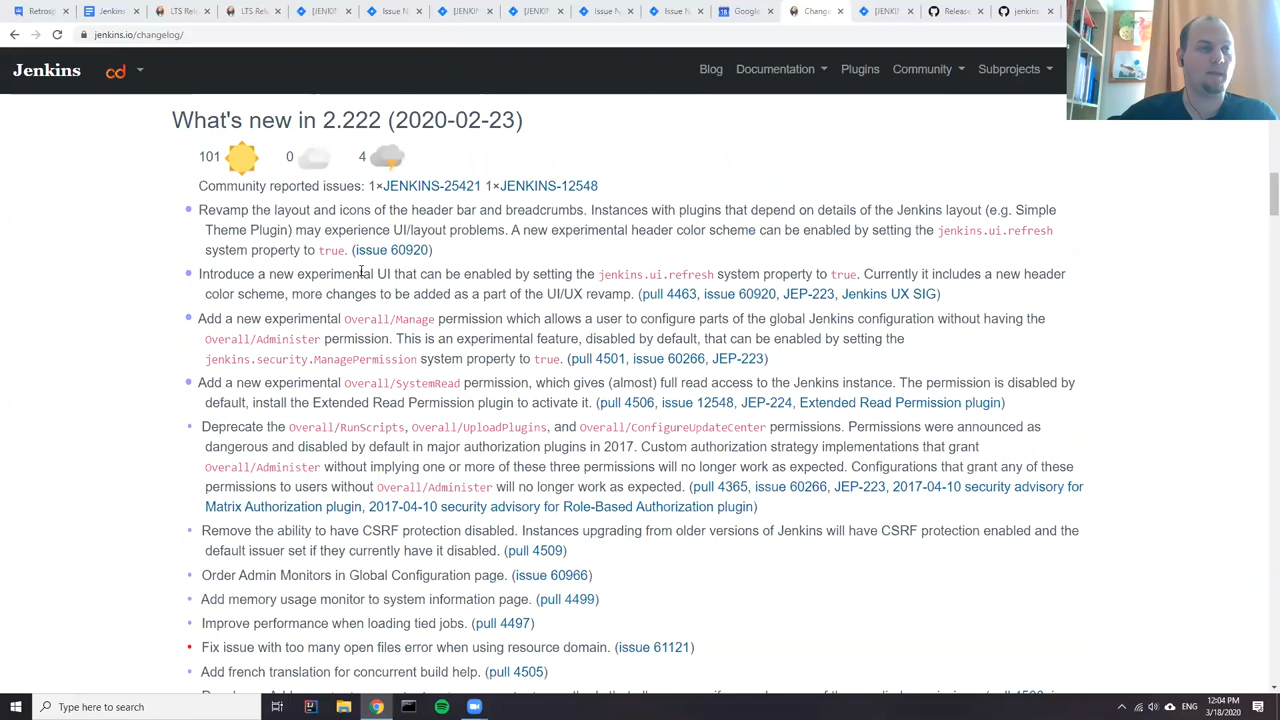 Retrosp
LTS Rel
LTS Rel
[JENKIN
Issue N
[JENKIN
[JENKIN
Issue N
Issue N
Google
Chang
[JENKIN
Release
jenkins
jenkins.io/changelog/
Jenkins
cd
Blog Documentation Plugins Community Subprojects
What's new in 2.222 (2020-02-23)
101 0 4
Community reported issues: 1×JENKINS-25421 1×JENKINS-12548
Revamp the layout and icons of the header bar and breadcrumbs. Instances with plugins that depend on details of the Jenkins layout (e.g. Simple
Theme Plugin) may experience UI/layout problems. A new experimental header color scheme can be enabled by setting the jenkins.ui.refresh
system property to true. (issue 60920)
Introduce a new experimental UI that can be enabled by setting the jenkins.ui.refresh system property to true. Currently it includes a new header
color scheme, more changes to be added as a part of the UI/UX revamp. (pull 4463, issue 60920, JEP-223, Jenkins UX SIG)
Add a new experimental Overall/Manage permission which allows a user to configure parts of the global Jenkins configuration without having the
Overall/Administer permission. This is an experimental feature, disabled by default, that can be enabled by setting the
jenkins.security.ManagePermission system property to true. (pull 4501, issue 60266, JEP-223)
Add a new experimental Overall/SystemRead permission, which gives (almost) full read access to the Jenkins instance. The permission is disabled by
default, install the Extended Read Permission plugin to activate it. (pull 4506, issue 12548, JEP-224, Extended Read Permission plugin)
Deprecate the Overall/RunScripts, Overall/UploadPlugins, and Overall/ConfigureUpdateCenter permissions. Permissions were announced as
dangerous and disabled by default in major authorization plugins in 2017. Custom authorization strategy implementations that grant
Overall/Administer without implying one or more of these three permissions will no longer work as expected. Configurations that grant any of these
permissions to users without Overall/Administer will no longer work as expected. (pull 4365, issue 60266, JEP-223, 2017-04-10 security advisory for
Matrix Authorization plugin, 2017-04-10 security advisory for Role-Based Authorization plugin)
Remove the ability to have CSRF protection disabled. Instances upgrading from older versions of Jenkins will have CSRF protection enabled and the
default issuer set if they currently have it disabled. (pull 4509)
Order Admin Monitors in Global Configuration page. (issue 60966)
Add memory usage monitor to system information page. (pull 4499)
Improve performance when loading tied jobs. (pull 4497)
Fix issue with too many open files error when using resource domain. (issue 61121)
Add french translation for concurrent build help. (pull 4505)
Type here to search
ENG
12:04 PM
3/18/2020